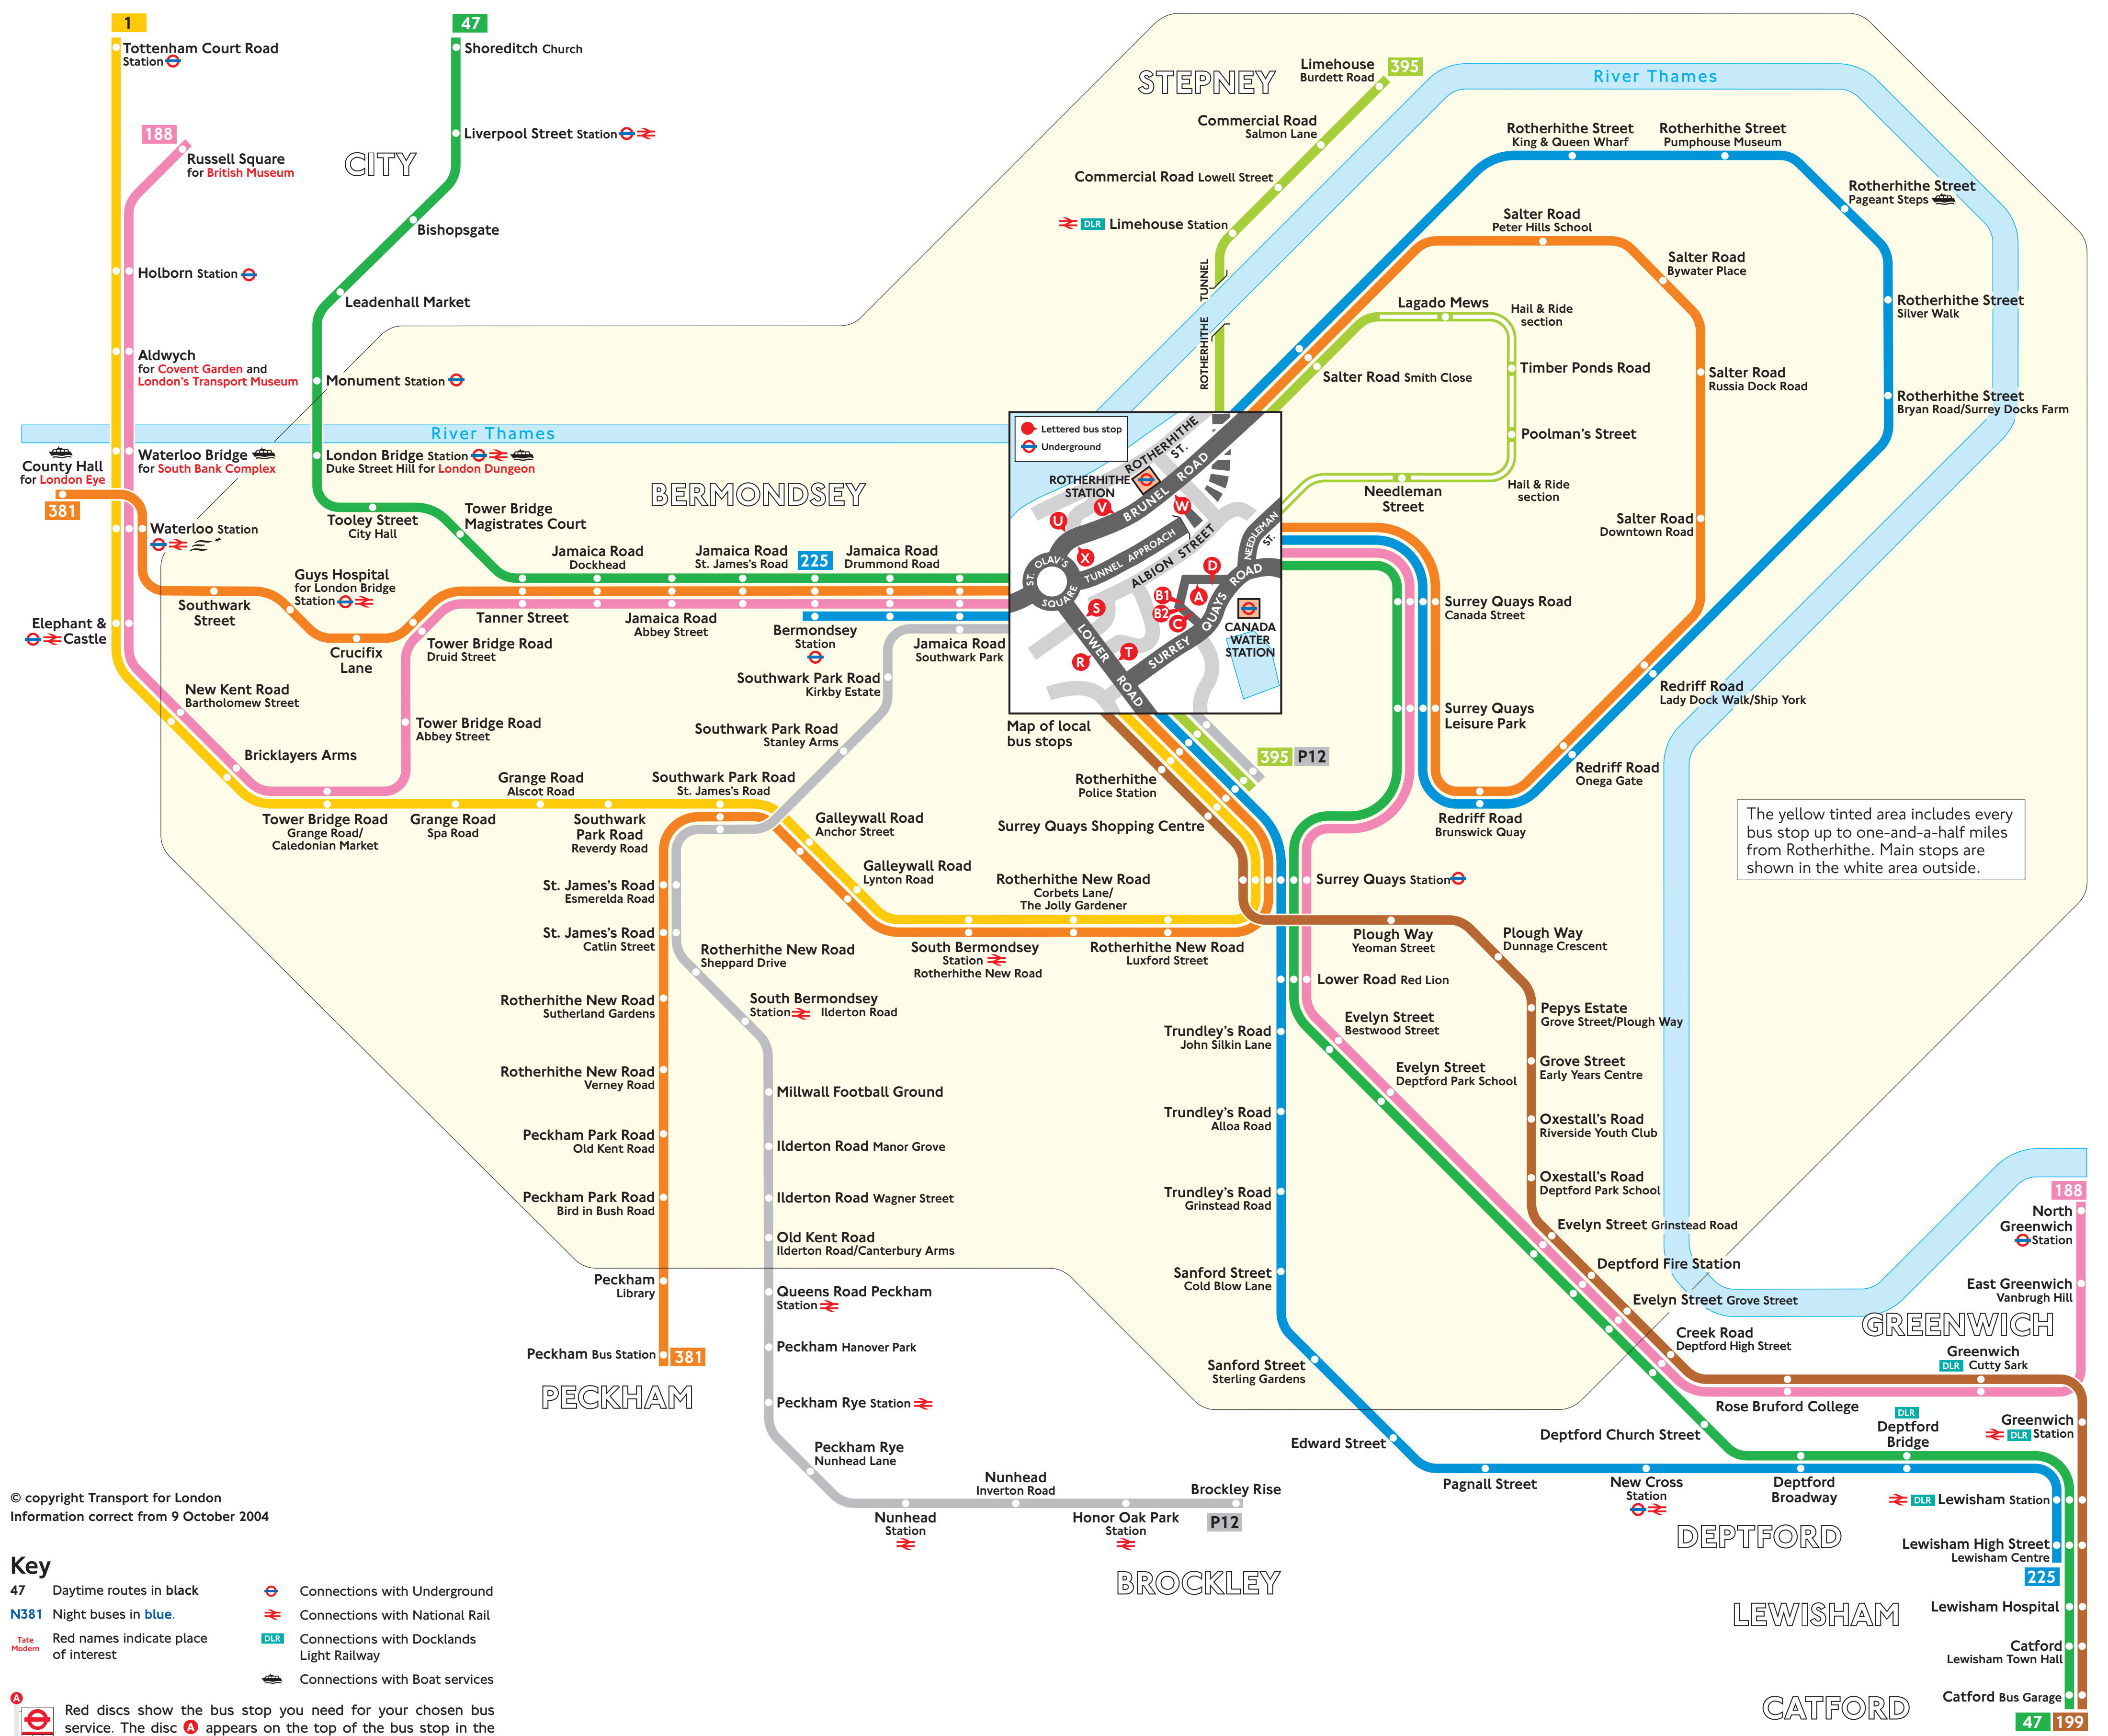 1
Tottenham Court Road
Station
47
Shoreditch Church
188
Russell Square
for British Museum
CITY
Liverpool Street Station
Bishopsgate
Leadenhall Market
Holborn Station
Aldwych
for Covent Garden and
London's Transport Museum
Monument Station
River Thames
County Hall
for London Eye
381
Waterloo Bridge
for South Bank Complex
London Bridge Station
Duke Street Hill for London Dungeon
Waterloo Station
Tooley Street
City Hall
Tower Bridge
Magistrates Court
BERMONDSEY
Jamaica Road
Dockhead
Jamaica Road
St. James's Road
225
Jamaica Road
Drummond Road
Guys Hospital
for London Bridge
Station
Southwark
Street
Crucifix
Lane
Tower Bridge Road
Druid Street
Tanner Street
Jamaica Road
Abbey Street
Bermondsey
Station
Jamaica Road
Southwark Park
Elephant &
Castle
New Kent Road
Bartholomew Street
Tower Bridge Road
Abbey Street
Bricklayers Arms
Southwark Park Road
Kirkby Estate
Southwark Park Road
Stanley Arms
Grange Road
Alscot Road
Southwark Park Road
St. James's Road
Tower Bridge Road
Grange Road/
Caledonian Market
Grange Road
Spa Road
Southwark
Park Road
Reverdy Road
Galleywall Road
Anchor Street
Galleywall Road
Lynton Road
Rotherhithe New Road
Corbets Lane/
The Jolly Gardener
South Bermondsey
Station
Rotherhithe New Road
Rotherhithe New Road
Luxford Street
St. James's Road
Esmerelda Road
St. James's Road
Catlin Street
Rotherhithe New Road
Sutherland Gardens
Rotherhithe New Road
Verney Road
Peckham Park Road
Old Kent Road
Peckham Park Road
Bird in Bush Road
Peckham
Library
Peckham Bus Station
381
PECKHAM
Rotherhithe New Road
Sheppard Drive
South Bermondsey
Station Ilderton Road
Millwall Football Ground
Ilderton Road Manor Grove
Ilderton Road Wagner Street
Old Kent Road
Ilderton Road/Canterbury Arms
Queens Road Peckham
Station
Peckham Hanover Park
Peckham Rye Station
Peckham Rye
Nunhead Lane
Nunhead
Station
Nunhead
Inverton Road
Honor Oak Park
Station
Brockley Rise
P12
BROCKLEY
STEPNEY
Limehouse
Burdett Road
395
Commercial Road
Salmon Lane
Commercial Road Lowell Street
DLR Limehouse Station
ROTHERHITHE TUNNEL
River Thames
Rotherhithe Street
King & Queen Wharf
Rotherhithe Street
Pumphouse Museum
Rotherhithe Street
Pageant Steps
Rotherhithe Street
Silver Walk
Rotherhithe Street
Bryan Road/Surrey Docks Farm
Salter Road
Peter Hills School
Salter Road
Bywater Place
Salter Road
Russia Dock Road
Salter Road
Downtown Road
Lagado Mews
Hail & Ride
section
Salter Road Smith Close
Timber Ponds Road
Poolman's Street
Needleman
Street
Hail & Ride
section
Lettered bus stop
Underground
ROTHERHITHE
ST.
ROTHERHITHE
STATION
BRUNEL ROAD
U
V
W
X
ST. OLAV'S
SQUARE
TUNNEL APPROACH
ALBION STREET
NEEDLEMAN
ST.
D
B1
A
B2
C
S
R
T
SURREY QUAYS ROAD
LOWER ROAD
CANADA
WATER
STATION
Map of local
bus stops
Surrey Quays Road
Canada Street
Surrey Quays
Leisure Park
Redriff Road
Lady Dock Walk/Ship York
Redriff Road
Onega Gate
Redriff Road
Brunswick Quay
395
P12
Rotherhithe
Police Station
Surrey Quays Shopping Centre
Surrey Quays Station
The yellow tinted area includes every
bus stop up to one-and-a-half miles
from Rotherhithe. Main stops are
shown in the white area outside.
Plough Way
Yeoman Street
Plough Way
Dunnage Crescent
Lower Road Red Lion
Pepys Estate
Grove Street/Plough Way
Evelyn Street
Bestwood Street
Evelyn Street
Deptford Park School
Grove Street
Early Years Centre
Oxestall's Road
Riverside Youth Club
Oxestall's Road
Deptford Park School
Trundley's Road
John Silkin Lane
Trundley's Road
Alloa Road
Trundley's Road
Grinstead Road
Sanford Street
Cold Blow Lane
Sanford Street
Sterling Gardens
Edward Street
Evelyn Street Grinstead Road
Deptford Fire Station
Evelyn Street Grove Street
Creek Road
Deptford High Street
188
North
Greenwich
Station
East Greenwich
Vanbrugh Hill
GREENWICH
Greenwich
DLR Cutty Sark
Rose Bruford College
Greenwich
DLR Station
Deptford Church Street
DLR
Deptford
Bridge
Pagnall Street
New Cross
Station
Deptford
Broadway
DEPTFORD
DLR Lewisham Station
Lewisham High Street
Lewisham Centre
225
LEWISHAM
Lewisham Hospital
Catford
Lewisham Town Hall
CATFORD
Catford Bus Garage
47
199
© copyright Transport for London
Information correct from 9 October 2004
Key
47 Daytime routes in black
N381 Night buses in blue.
Tate
Modern
Red names indicate place
of interest
Connections with Underground
Connections with National Rail
DLR Connections with Docklands
Light Railway
Connections with Boat services
A
Red discs show the bus stop you need for your chosen bus
service. The disc A appears on the top of the bus stop in the